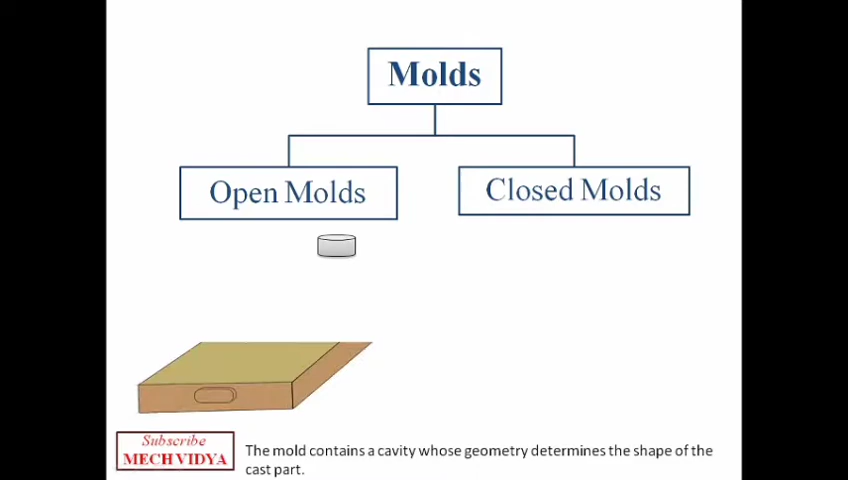 Molds
Open Molds
Closed Molds
Subscribe
MECH VIDYA
The mold contains a cavity whose geometry determines the shape of the
cast part.